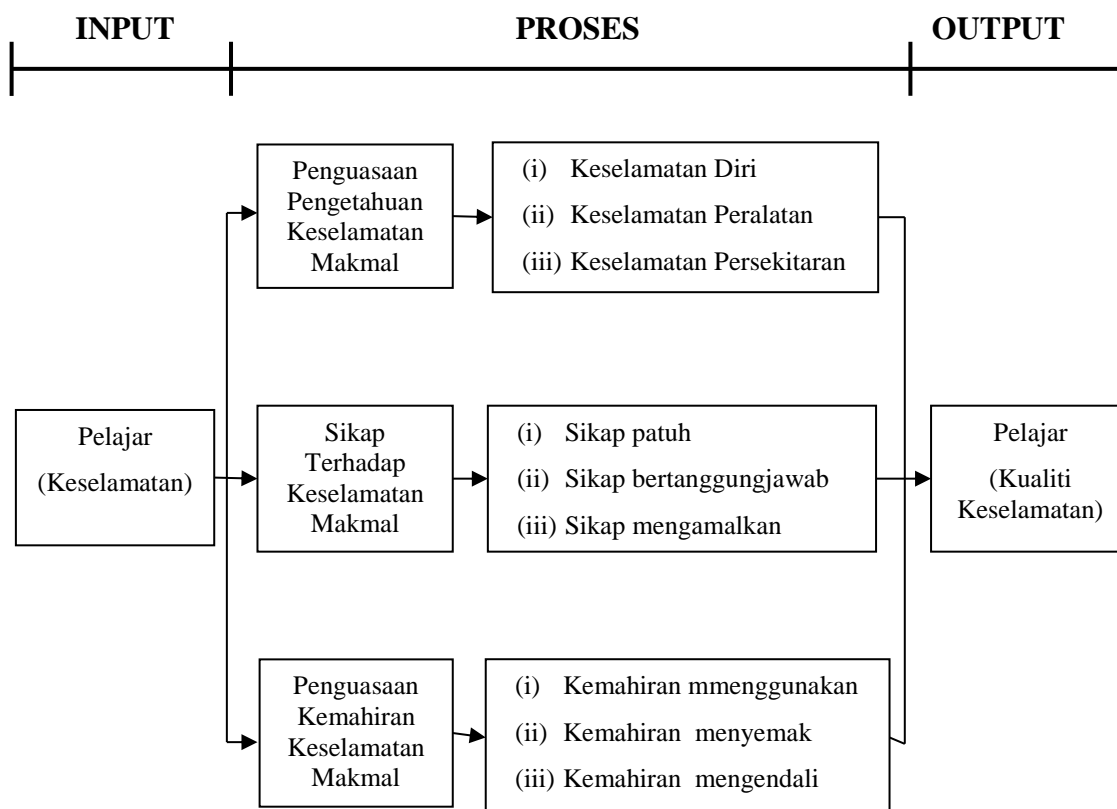 INPUT PROSES OUTPUT
Penguasaan
Pengetahuan
Keselamatan
Makmal
(i) Keselamatan Diri
(ii) Keselamatan Peralatan
(iii) Keselamatan Persekitaran
Pelajar
(Keselamatan)
Sikap
Terhadap
Keselamatan
Makmal
(i) Sikap patuh
(ii) Sikap bertanggungjawab
(iii) Sikap mengamalkan
Pelajar
(Kualiti
Keselamatan)
Penguasaan
Kemahiran
Keselamatan
Makmal
(i) Kemahiran mmenggunakan
(ii) Kemahiran menyemak
(iii) Kemahiran mengendali